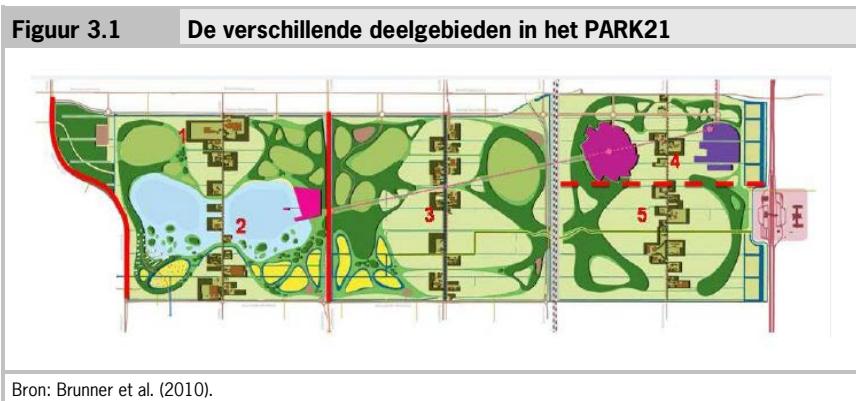 Figuur 3.1 De verschillende deelgebieden in het PARK21
1
4
2
3
5
Bron: Brunner et al. (2010).